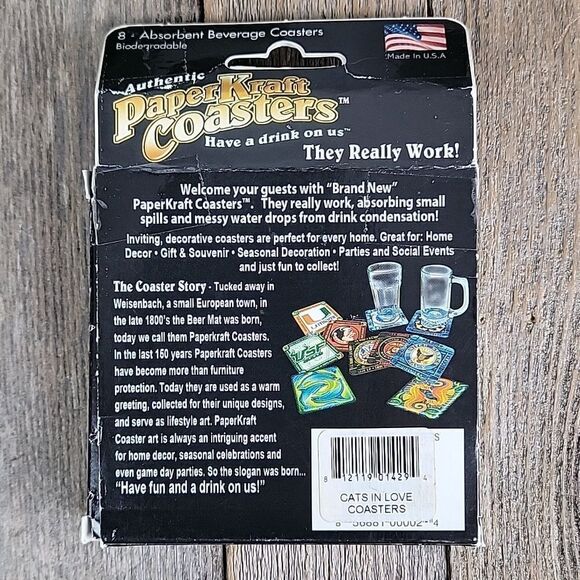 8 - Absorbent Beverage Coasters
Biodegradable
Made In U.S.A
Authentic
PaperKraft
Coasters™
Have a drink on us™
They Really Work!
Welcome your guests with "Brand New"
PaperKraft Coasters™. They really work, absorbing small
spills and messy water drops from drink condensation!
Inviting, decorative coasters are perfect for every home. Great for: Home
Decor • Gift & Souvenir • Seasonal Decoration • Parties and Social Events
and just fun to collect!
The Coaster Story - Tucked away in
Weisenbach, a small European town, in
the late 1800's the Beer Mat was born,
today we call them Paperkraft Coasters.
In the last 150 years Paperkraft Coasters
have become more than furniture
protection. Today they are used as a warm
greeting, collected for their unique designs,
and serve as lifestyle art. PaperKraft
Coaster art is always an intriguing accent
for home decor, seasonal celebrations and
even game day parties. So the slogan was born...
"Have fun and a drink on us!"
USF
S
8 12119 01429 4
CATS IN LOVE
COASTERS